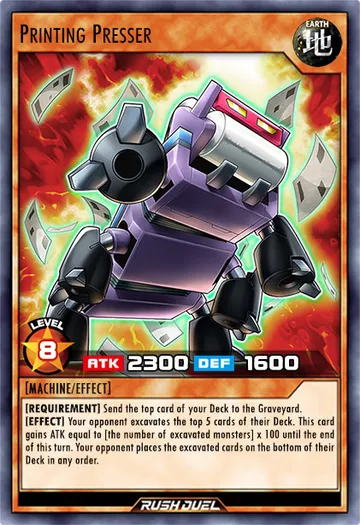 PRINTING PRESSER
EARTH
地
LEVEL
8
ATK 2300 DEF 1600
[MACHINE/EFFECT]
[REQUIREMENT] Send the top card of your Deck to the Graveyard.
[EFFECT] Your opponent excavates the top 5 cards of their Deck. This card
gains ATK equal to [the number of excavated monsters] x 100 until the end
of this turn. Your opponent places the excavated cards on the bottom of their
Deck in any order.
RUSH DUEL